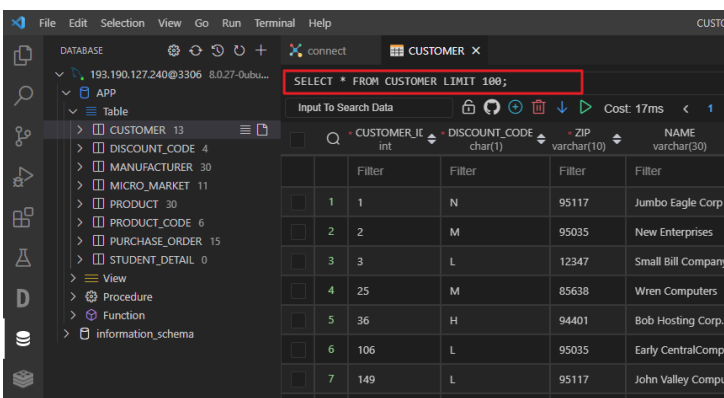 File Edit Selection View Go Run Terminal Help CUSTO
DATABASE
connect
CUSTOMER
193.190.127.240@3306 8.0.27-0ubu...
SELECT * FROM CUSTOMER LIMIT 100;
APP
Table
Input To Search Data
Cost: 17ms < 1
CUSTOMER 13
DISCOUNT_CODE 4
MANUFACTURER 30
MICRO_MARKET 11
PRODUCT 30
PRODUCT_CODE 6
PURCHASE_ORDER 15
STUDENT_DETAIL 0
View
Procedure
Function
information_schema
D
* CUSTOMER_ID * DISCOUNT_CODE * ZIP NAME
int char(1) varchar(10) varchar(30)
Filter Filter Filter Filter
1 1 N 95117 Jumbo Eagle Corp
2 2 M 95035 New Enterprises
3 3 L 12347 Small Bill Company
4 25 M 85638 Wren Computers
5 36 H 94401 Bob Hosting Corp.
6 106 L 95035 Early CentralComp
7 149 L 95117 John Valley Compu